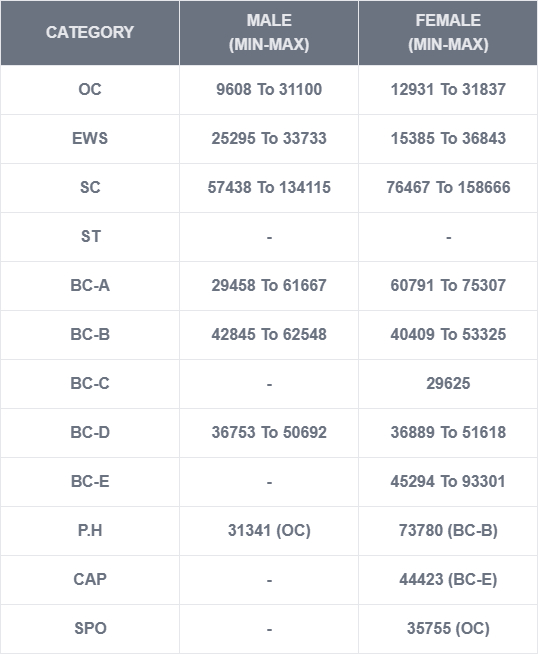 CATEGORY MALE (MIN-MAX) FEMALE (MIN-MAX)
OC 9608 To 31100 12931 To 31837
EWS 25295 To 33733 15385 To 36843
SC 57438 To 134115 76467 To 158666
ST - -
BC-A 29458 To 61667 60791 To 75307
BC-B 42845 To 62548 40409 To 53325
BC-C - 29625
BC-D 36753 To 50692 36889 To 51618
BC-E - 45294 To 93301
P.H 31341 (OC) 73780 (BC-B)
CAP - 44423 (BC-E)
SPO - 35755 (OC)